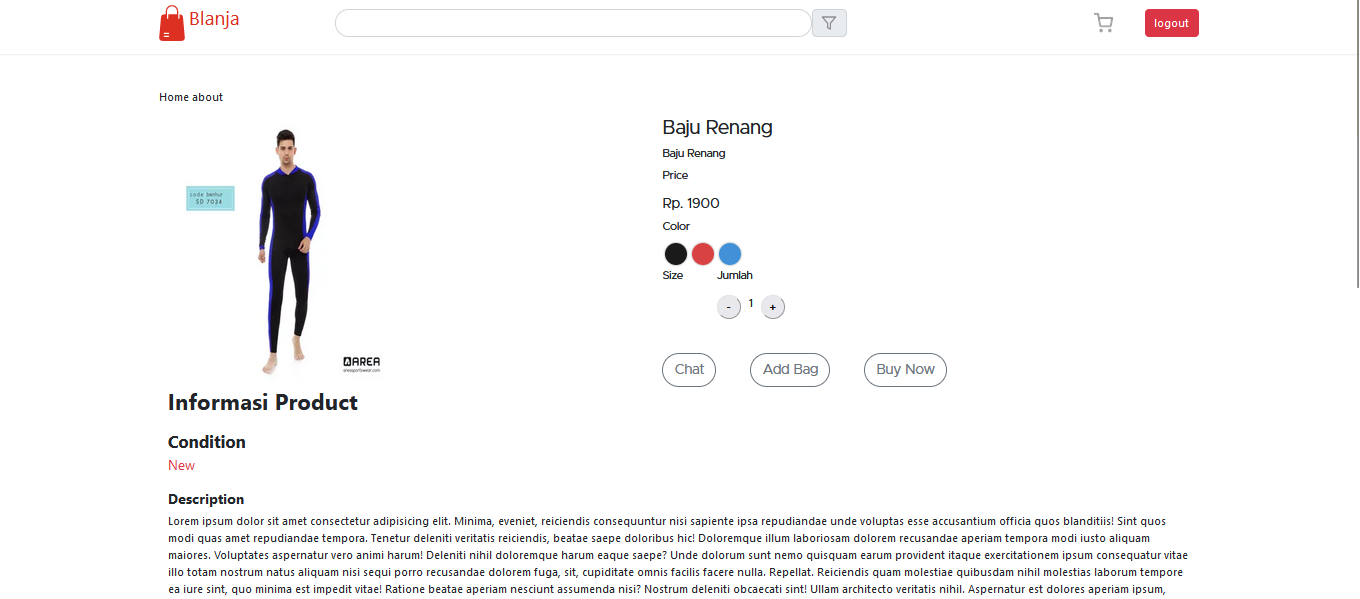 Blanja
logout
Home about
code benhur
SD 7034
AREA
areasportswear.com
Baju Renang
Baju Renang
Price
Rp. 1900
Color
Size Jumlah
- 1 +
Chat Add Bag Buy Now
Informasi Product
Condition
New
Description
Lorem ipsum dolor sit amet consectetur adipisicing elit. Minima, eveniet, reiciendis consequuntur nisi sapiente ipsa repudiandae unde voluptas esse accusantium officia quos blanditiis! Sint quos
modi quas amet repudiandae tempora. Tenetur deleniti veritatis reiciendis, beatae saepe doloribus hic! Doloremque illum laboriosam dolorem recusandae aperiam tempora modi iusto aliquam
maiores. Voluptates aspernatur vero animi harum! Deleniti nihil doloremque harum eaque saepe? Unde dolorum sunt nemo quisquam earum provident itaque exercitationem ipsum consequatur vitae
illo totam nostrum natus aliquam nisi sequi porro recusandae dolorem fuga, sit, cupiditate omnis facilis facere nulla. Repellat. Reiciendis quam molestiae quibusdam nihil molestias laborum tempore
ea iure sint, quo minima est impedit vitae! Ratione beatae aperiam nesciunt assumenda nisi? Nostrum deleniti obcaecati sint! Ullam architecto veritatis nihil. Aspernatur est dolores aperiam ipsum,